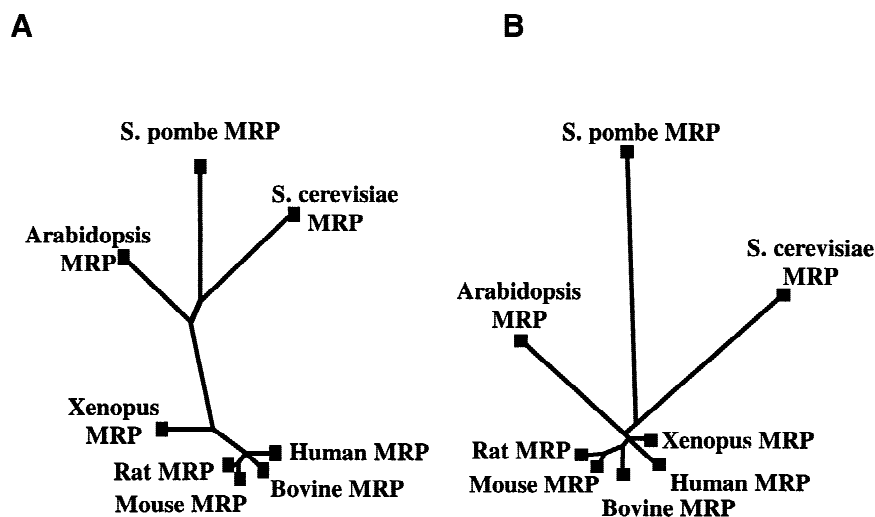 A
S. pombe MRP
S. cerevisiae
MRP
Arabidopsis
MRP
Xenopus
MRP
Human MRP
Rat MRP
Bovine MRP
Mouse MRP
B
S. pombe MRP
S. cerevisiae
MRP
Arabidopsis
MRP
Xenopus MRP
Rat MRP
Mouse MRP
Human MRP
Bovine MRP